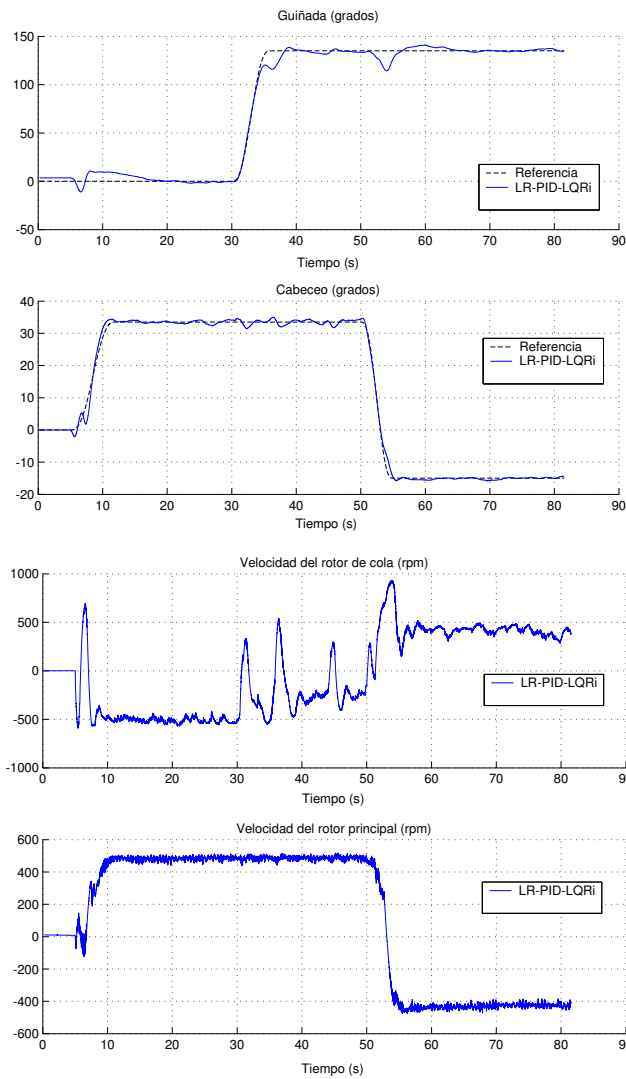 Guiñada (grados)
150
100
50
0
-50
0 10 20 30 40 50 60 70 80 90
Tiempo (s)
Referencia
LR-PID-LQRi
Cabeceo (grados)
40
30
20
10
0
-10
-20
0 10 20 30 40 50 60 70 80 90
Tiempo (s)
Referencia
LR-PID-LQRi
Velocidad del rotor de cola (rpm)
1000
500
0
-500
-1000
0 10 20 30 40 50 60 70 80 90
Tiempo (s)
LR-PID-LQRi
Velocidad del rotor principal (rpm)
600
400
200
0
-200
-400
-600
0 10 20 30 40 50 60 70 80 90
Tiempo (s)
LR-PID-LQRi